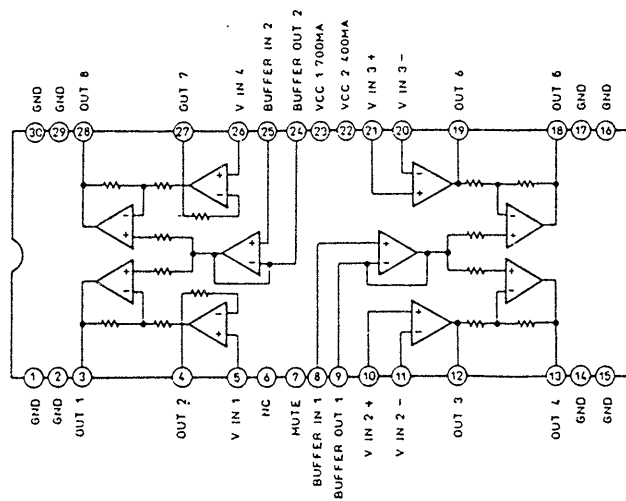 GND
GND
OUT 8
OUT 7
V IN 4
BUFFER IN 2
BUFFER OUT 2
VCC 1 700MA
VCC 2 400MA
V IN 3 +
V IN 3 -
OUT 6
OUT 5
GND
GND
30 29 28 27 26 25 24 23 22 21 20 19 18 17 16
1 2 3 4 5 6 7 8 9 10 11 12 13 14 15
GND
GND
OUT 1
OUT 2
V IN 1
NC
MUTE
BUFFER IN 1
BUFFER OUT 1
V IN 2 +
V IN 2 -
OUT 3
OUT 4
GND
GND